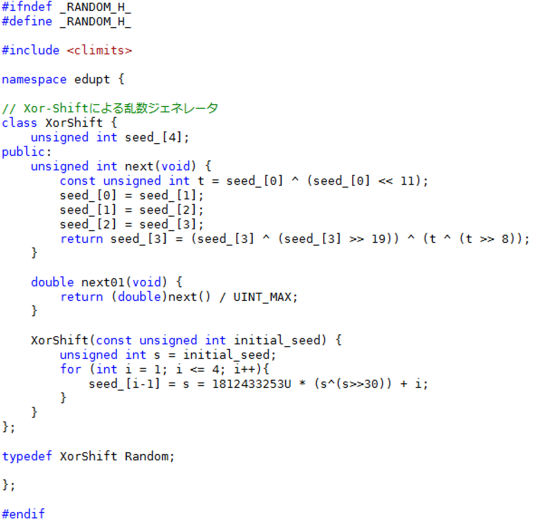 #ifndef _RANDOM_H_
#define _RANDOM_H_
#include <climits>
namespace edupt {
// Xor-Shiftによる乱数ジェネレータ
class XorShift {
    unsigned int seed_[4];
public:
    unsigned int next(void) {
        const unsigned int t = seed_[0] ^ (seed_[0] << 11);
        seed_[0] = seed_[1];
        seed_[1] = seed_[2];
        seed_[2] = seed_[3];
        return seed_[3] = (seed_[3] ^ (seed_[3] >> 19)) ^ (t ^ (t >> 8));
    }
    double next01(void) {
        return (double)next() / UINT_MAX;
    }
    XorShift(const unsigned int initial_seed) {
        unsigned int s = initial_seed;
        for (int i = 1; i <= 4; i++){
            seed_[i-1] = s = 1812433253U * (s^(s>>30)) + i;
        }
    }
};
typedef XorShift Random;
};
#endif